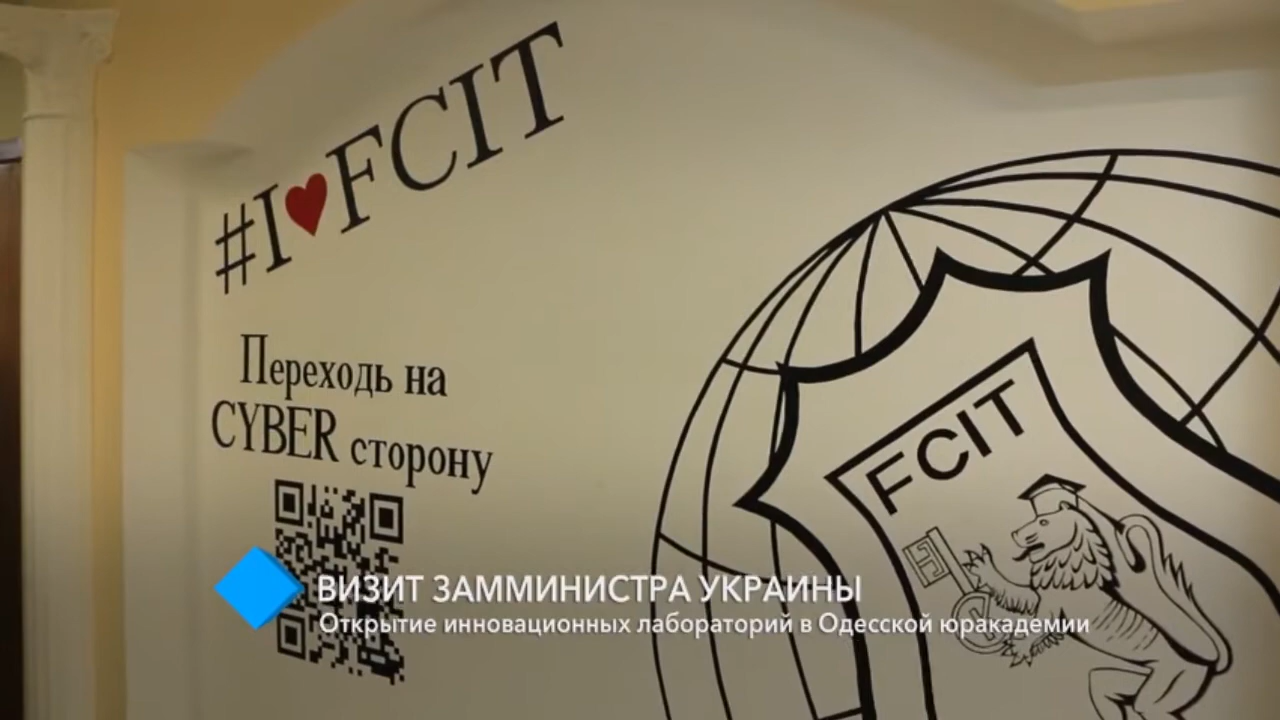 #I♥FCIT
Переходь на
CYBER сторону
FCIT
ВИЗИТ ЗАММИНИСТРА УКРАИНЫ
Открытие инновационных лабораторий в Одесской юракадемии